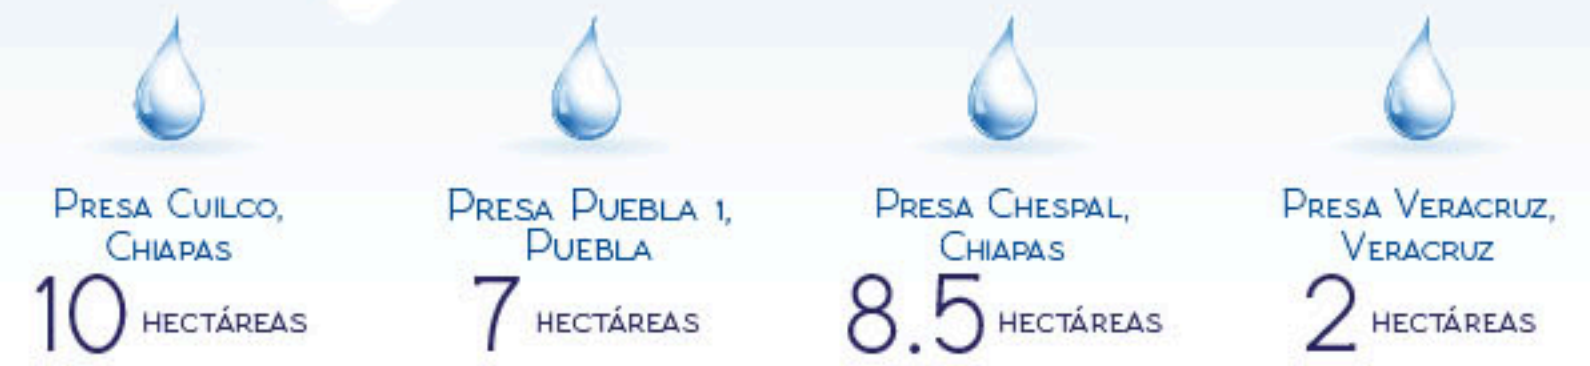 Presa Cuilco,
Chiapas
10 hectáreas
Presa Puebla 1,
Puebla
7 hectáreas
Presa Chespal,
Chiapas
8.5 hectáreas
Presa Veracruz,
Veracruz
2 hectáreas